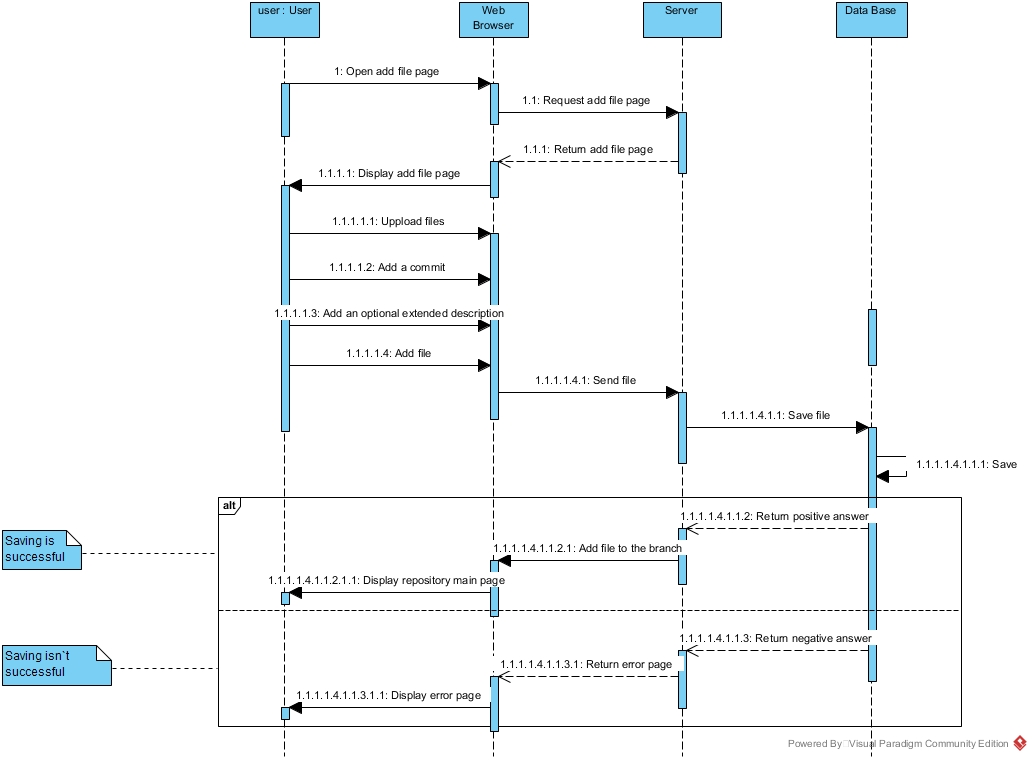 user : User
Web
Browser
Server
Data Base
1: Open add file page
1.1: Request add file page
1.1.1: Return add file page
1.1.1.1: Display add file page
1.1.1.1.1: Uppload files
1.1.1.1.2: Add a commit
1.1.1.1.3: Add an optional extended description
1.1.1.1.4: Add file
1.1.1.1.4.1: Send file
1.1.1.1.4.1.1: Save file
1.1.1.1.4.1.1.1: Save
alt
1.1.1.1.4.1.1.2: Return positive answer
Saving is
successful
1.1.1.1.4.1.1.2.1: Add file to the branch
1.1.1.1.4.1.1.2.1.1: Display repository main page
1.1.1.1.4.1.1.3: Return negative answer
Saving isn`t
successful
1.1.1.1.4.1.1.3.1: Return error page
1.1.1.1.4.1.1.3.1.1: Display error page
Powered By Visual Paradigm Community Edition